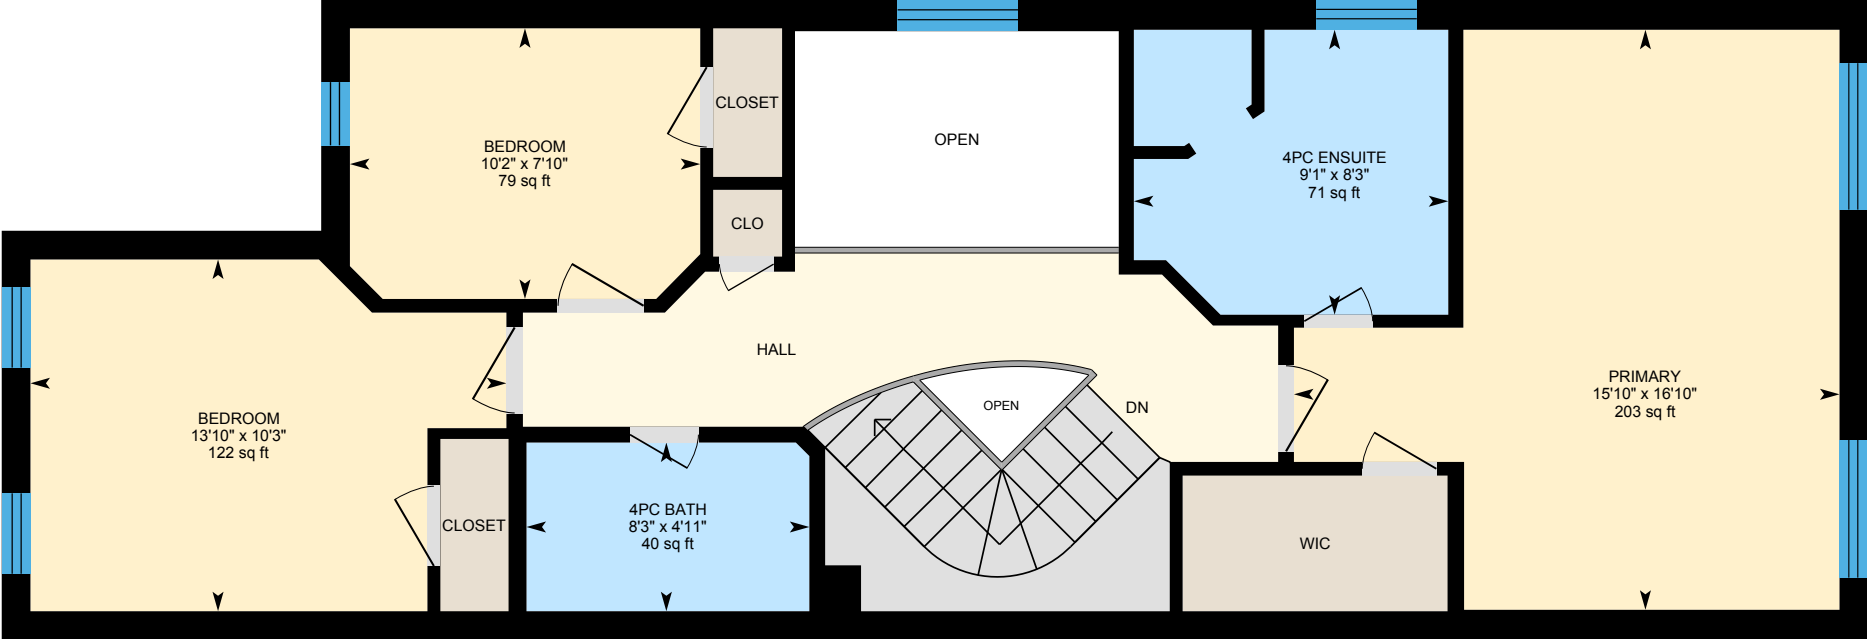 CLOSET
BEDROOM
10'2" x 7'10"
79 sq ft
OPEN
4PC ENSUITE
9'1" x 8'3"
71 sq ft
CLO
HALL
PRIMARY
15'10" x 16'10"
203 sq ft
OPEN
DN
BEDROOM
13'10" x 10'3"
122 sq ft
CLOSET
4PC BATH
8'3" x 4'11"
40 sq ft
WIC